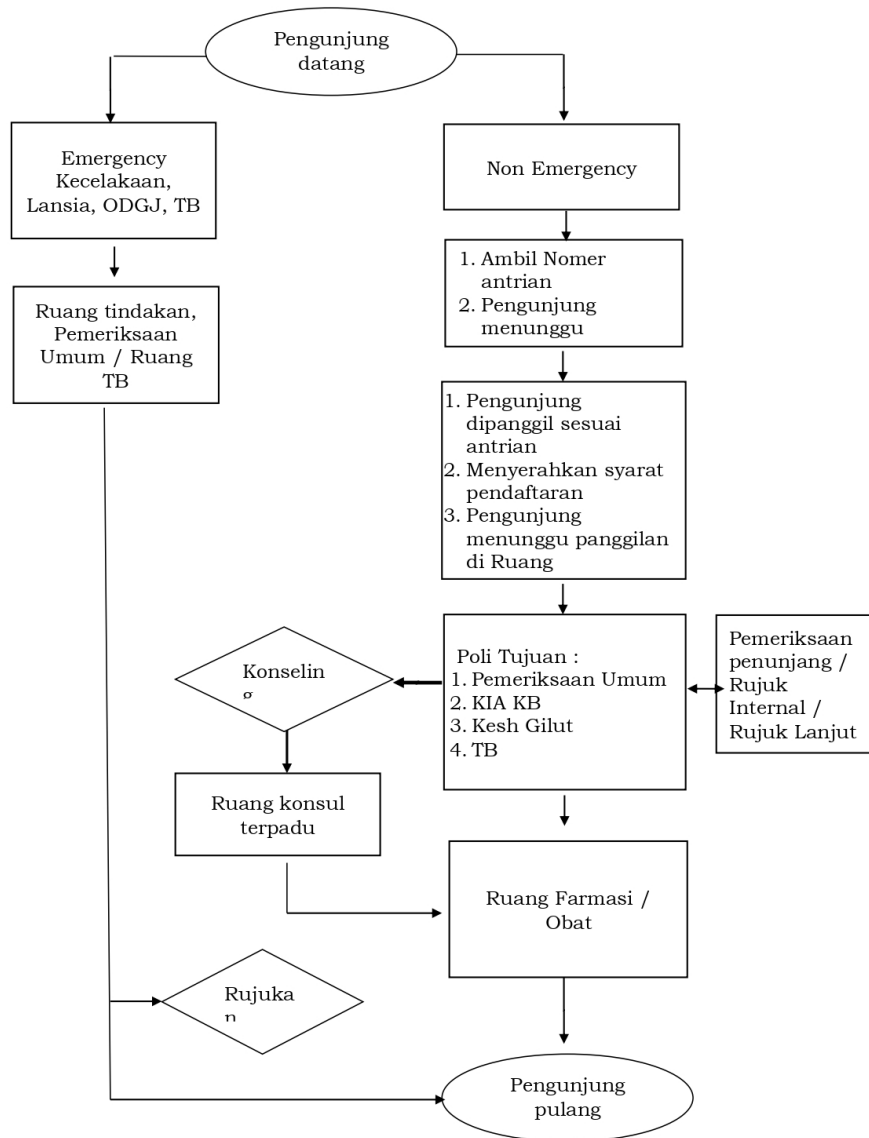 Pengunjung
datang
Emergency
Kecelakaan,
Lansia, ODGJ, TB
Non Emergency
1. Ambil Nomer
antrian
2. Pengunjung
menunggu
Ruang tindakan,
Pemeriksaan
Umum / Ruang
TB
1. Pengunjung
dipanggil sesuai
antrian
2. Menyerahkan syarat
pendaftaran
3. Pengunjung
menunggu panggilan
di Ruang
Konselin
g
Poli Tujuan :
1. Pemeriksaan Umum
2. KIA KB
3. Kesh Gilut
4. TB
Pemeriksaan
penunjang /
Rujuk
Internal /
Rujuk Lanjut
Ruang konsul
terpadu
Ruang Farmasi /
Obat
Rujuka
n
Pengunjung
pulang